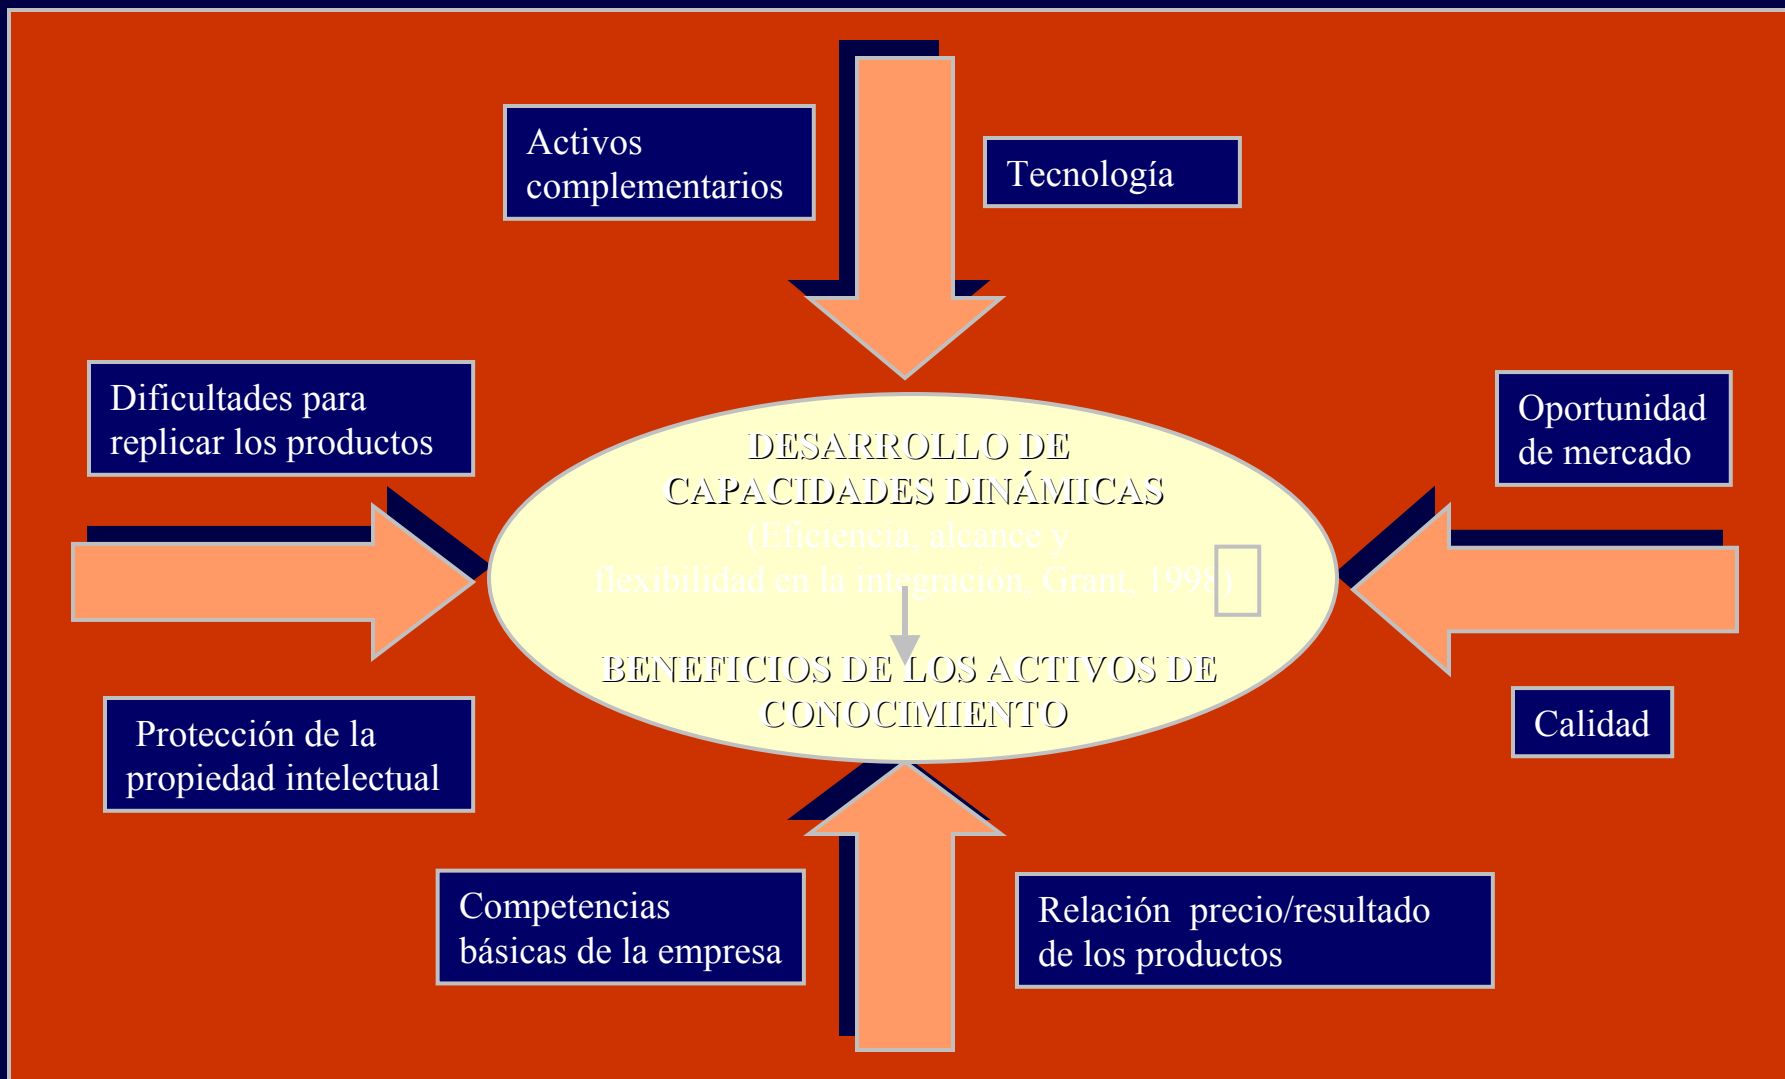 Activos
complementarios
Tecnología
Dificultades para
replicar los productos
Oportunidad
de mercado
DESARROLLO DE
CAPACIDADES DINÁMICAS
(Eficiencia, alcance y
flexibilidad en la integración, Grant, 1998)
BENEFICIOS DE LOS ACTIVOS DE
CONOCIMIENTO
Protección de la
propiedad intelectual
Calidad
Competencias
básicas de la empresa
Relación precio/resultado
de los productos